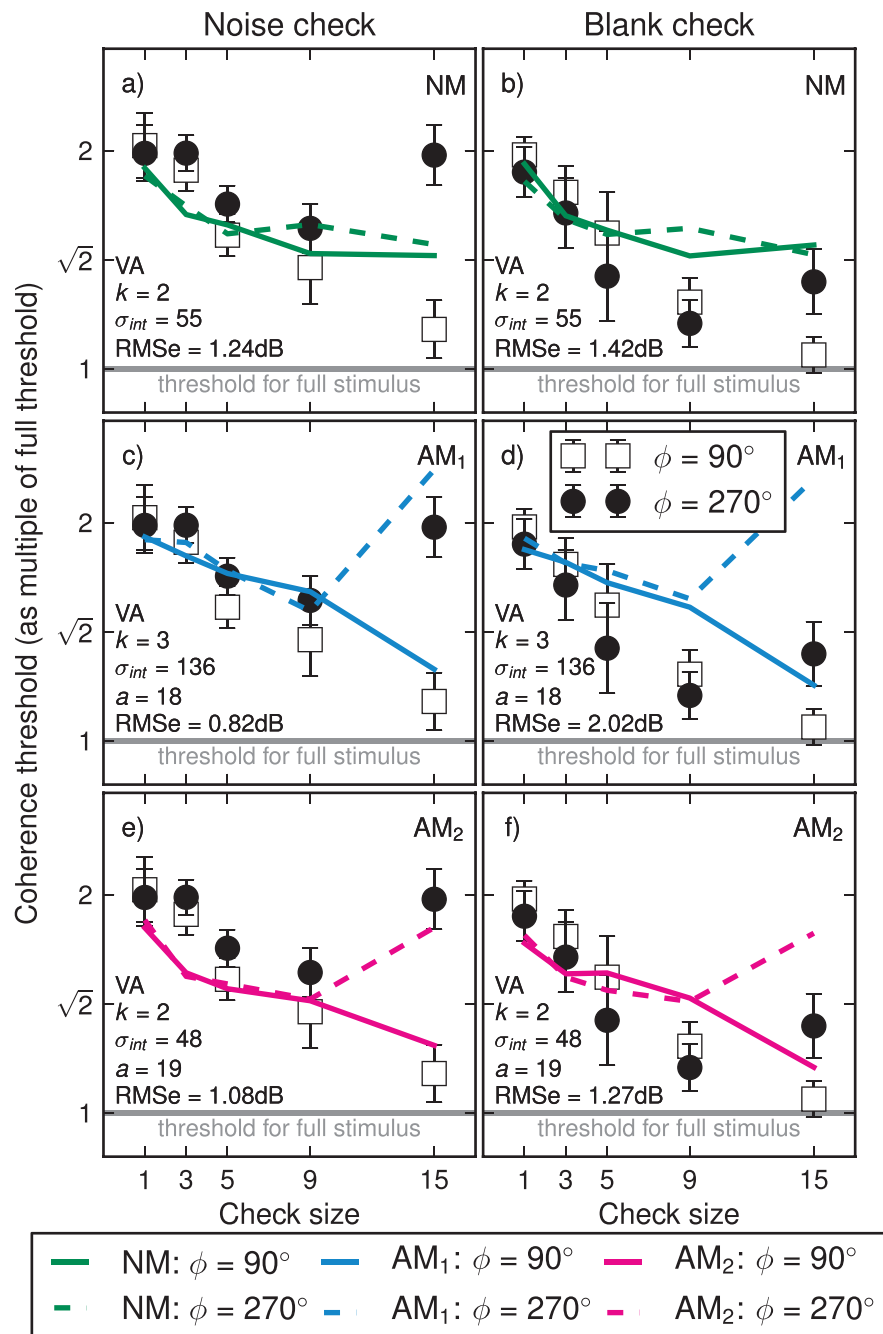 Noise check
Blank check
Coherence threshold (as multiple of full threshold)
a)
NM
2
√2
1
VA
k = 2
σint = 55
RMSe = 1.24dB
threshold for full stimulus
b)
NM
VA
k = 2
σint = 55
RMSe = 1.42dB
threshold for full stimulus
c)
AM₁
2
√2
1
VA
k = 3
σint = 136
a = 18
RMSe = 0.82dB
threshold for full stimulus
d)
AM₁
ϕ = 90°
ϕ = 270°
VA
k = 3
σint = 136
a = 18
RMSe = 2.02dB
threshold for full stimulus
e)
AM₂
2
√2
1
VA
k = 2
σint = 48
a = 19
RMSe = 1.08dB
threshold for full stimulus
f)
AM₂
VA
k = 2
σint = 48
a = 19
RMSe = 1.27dB
threshold for full stimulus
1 3 5 9 15
1 3 5 9 15
Check size
Check size
NM: ϕ = 90° AM₁: ϕ = 90° AM₂: ϕ = 90°
NM: ϕ = 270° AM₁: ϕ = 270° AM₂: ϕ = 270°